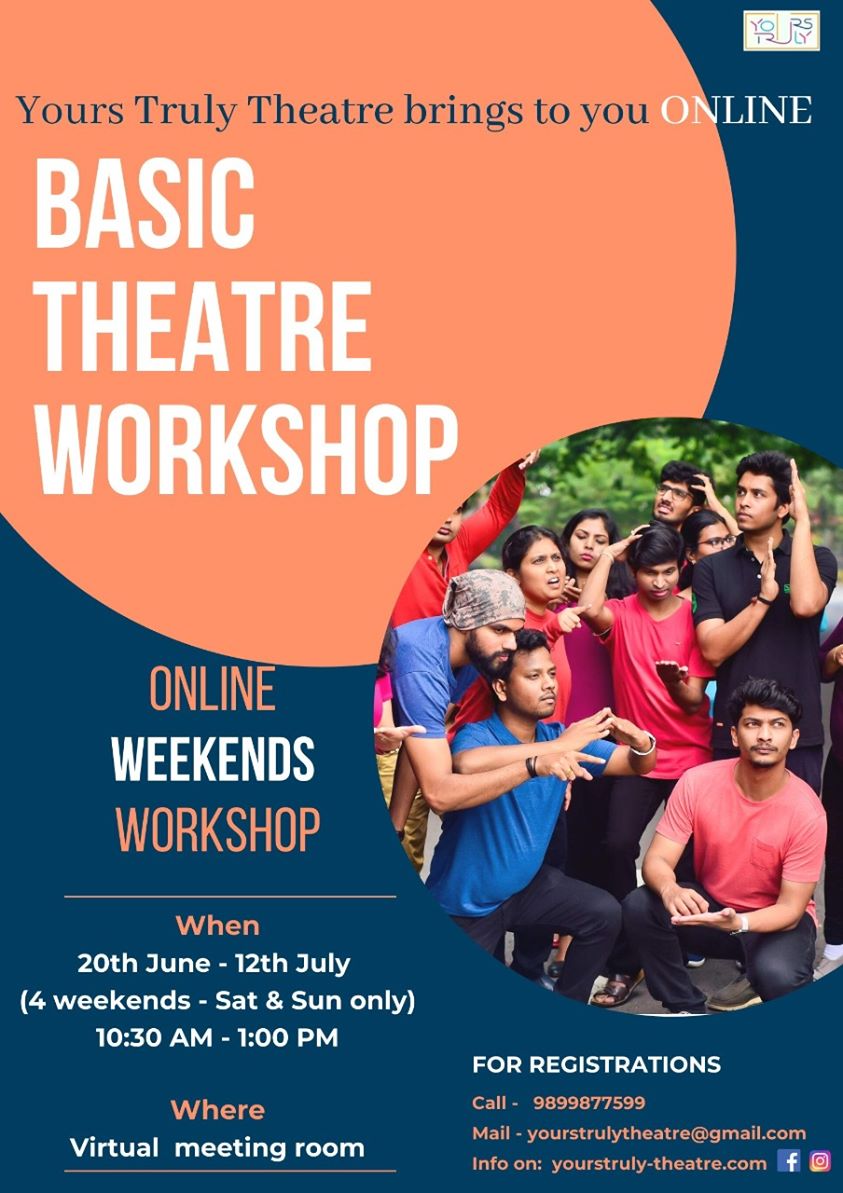 YOURS
TRULY
Yours Truly Theatre brings to you ONLINE
BASIC
THEATRE
WORKSHOP
ONLINE
WEEKENDS
WORKSHOP
When
20th June - 12th July
(4 weekends - Sat & Sun only)
10:30 AM - 1:00 PM
Where
Virtual meeting room
FOR REGISTRATIONS
Call - 9899877599
Mail - yourstrulytheatre@gmail.com
Info on: yourstruly-theatre.com